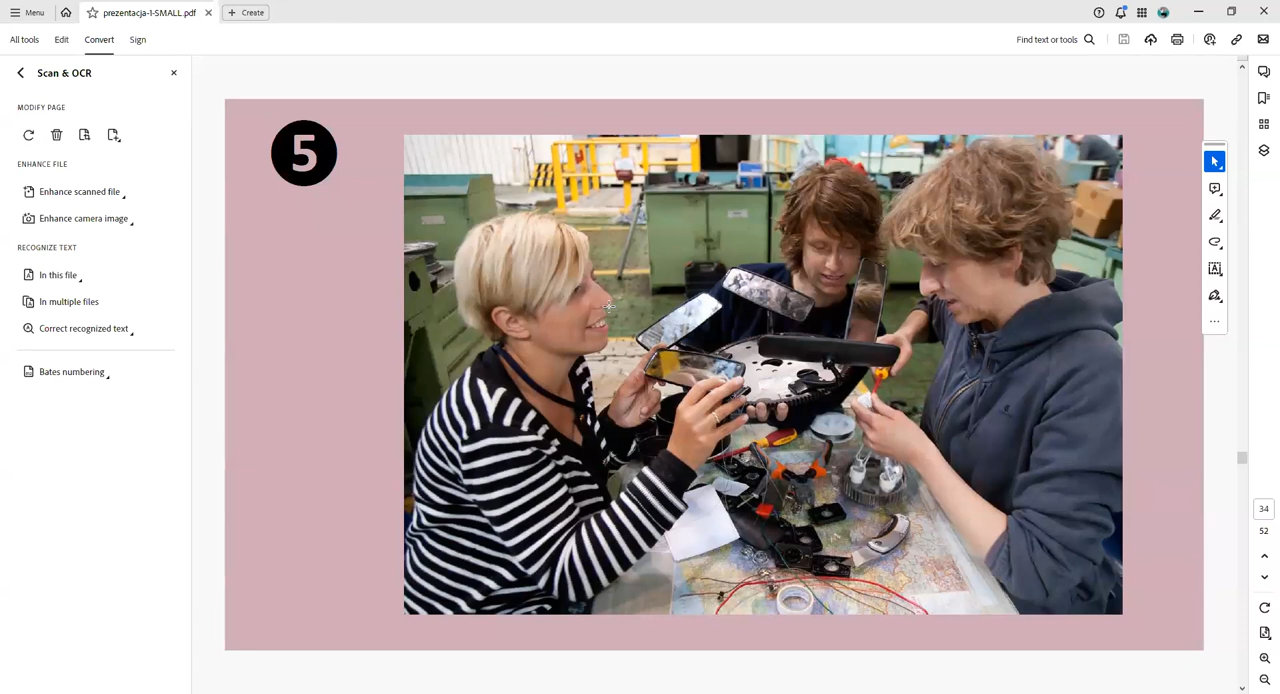 Menu
prezentacja-1-SMALL.pdf
Create
All tools
Edit
Convert
Sign
Find text or tools
Scan & OCR
MODIFY PAGE
ENHANCE FILE
Enhance scanned file
Enhance camera image
RECOGNIZE TEXT
In this file
In multiple files
Correct recognized text
Bates numbering
5
34
52